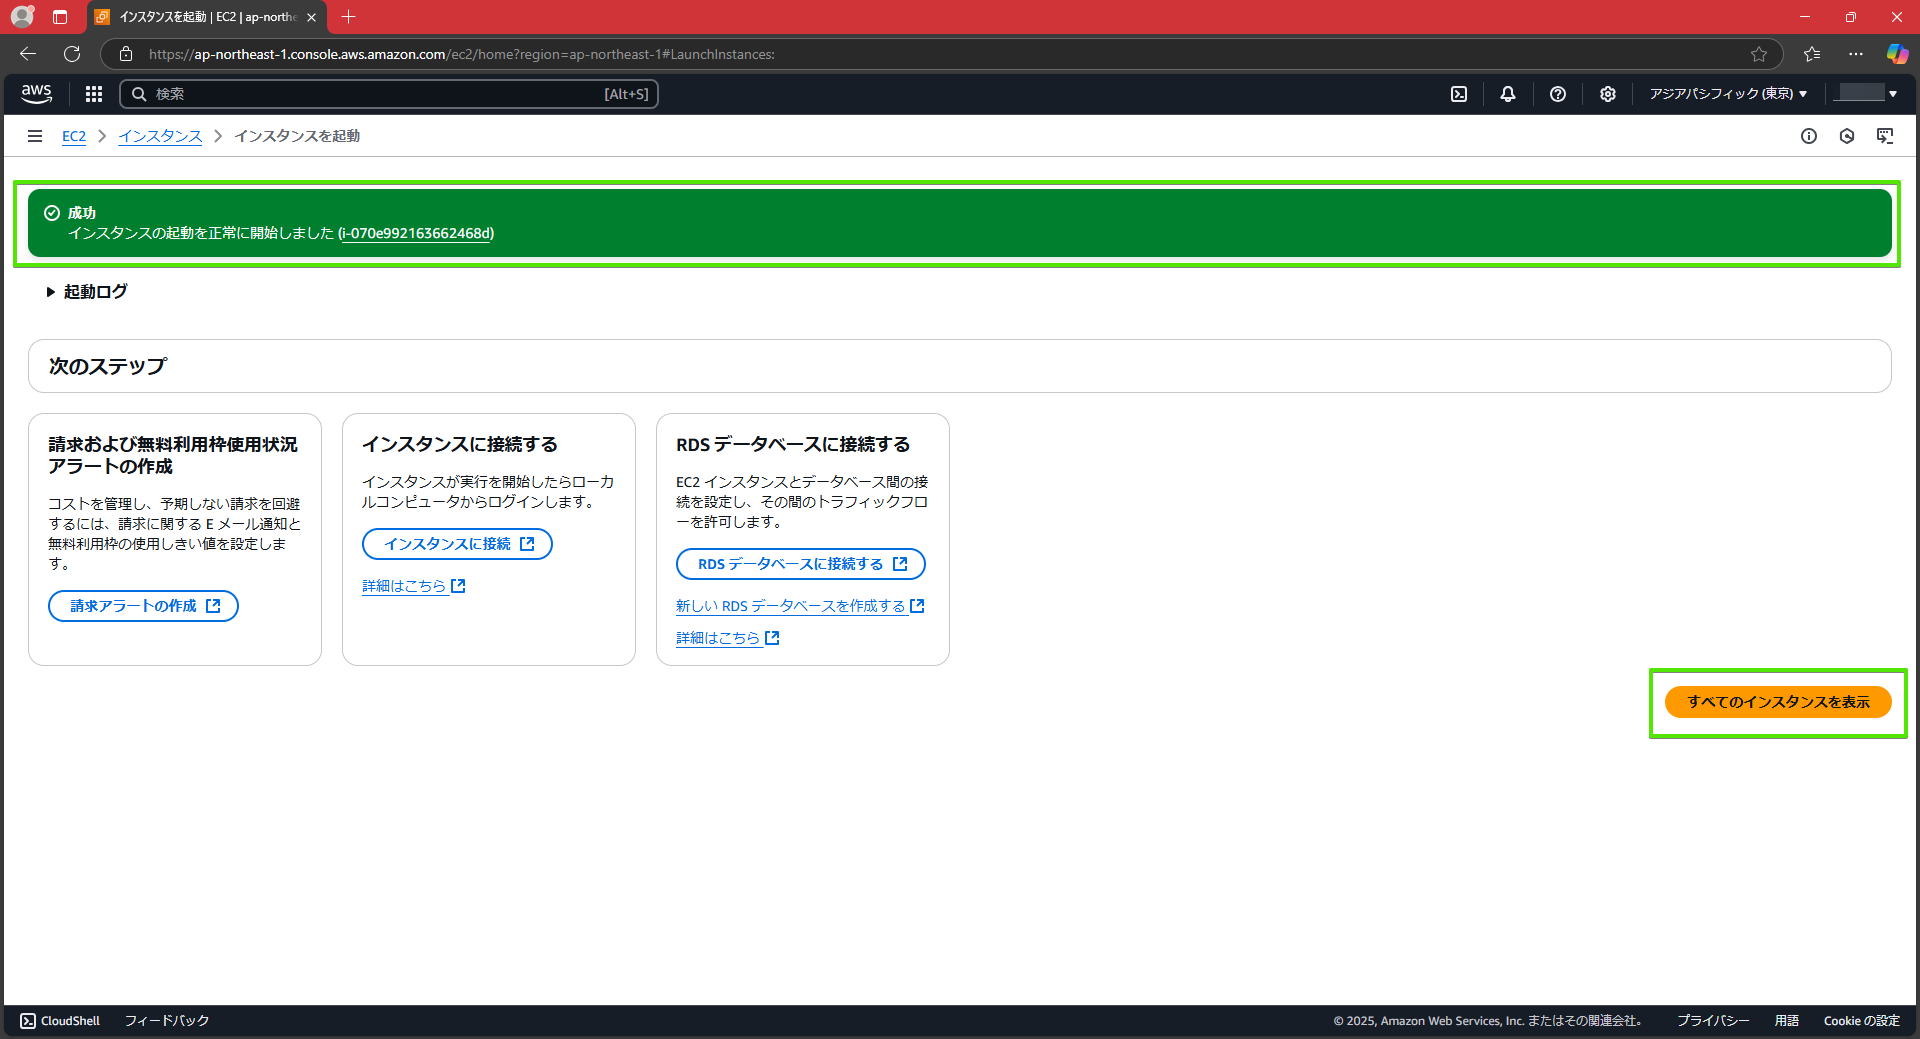 インスタンスを起動 | EC2 | ap-northe
https://ap-northeast-1.console.aws.amazon.com/ec2/home?region=ap-northeast-1#LaunchInstances:
aws
検索
[Alt+S]
アジアパシフィック (東京)
EC2
インスタンス
インスタンスを起動
成功
インスタンスの起動を正常に開始しました (i-070e992163662468d)
起動ログ
次のステップ
請求および無料利用枠使用状況
アラートの作成
コストを管理し、予期しない請求を回避
するには、請求に関する E メール通知と
無料利用枠の使用しきい値を設定しま
す。
請求アラートの作成
インスタンスに接続する
インスタンスが実行を開始したらローカ
ルコンピュータからログインします。
インスタンスに接続
詳細はこちら
RDS データベースに接続する
EC2 インスタンスとデータベース間の接
続を設定し、その間のトラフィックフロ
ーを許可します。
RDS データベースに接続する
新しい RDS データベースを作成する
詳細はこちら
すべてのインスタンスを表示
CloudShell
フィードバック
© 2025, Amazon Web Services, Inc. またはその関連会社。
プライバシー
用語
Cookie の設定